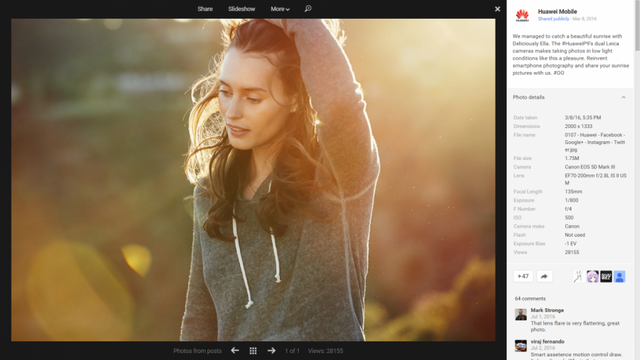 Share Slideshow More
Huawei Mobile
Shared publicly - Mar 8, 2016
We managed to catch a beautiful sunrise with
Deliciously Ella. The #HuaweiP9's dual Leica
cameras makes taking photos in low light
conditions like this a pleasure. Reinvent
smartphone photography and share your sunrise
pictures with us. #OO
Photo details
Date taken 3/8/16, 5:35 PM
Dimensions 2000 x 1333
File name 0107 - Huawei - Facebook -
Google+ - Instagram - Twitt
er.jpg
File size 1.75M
Camera Canon EOS 5D Mark III
Lens EF70-200mm f/2.8L IS II US
M
Focal Length 135mm
Exposure 1/800
F Number f/4
ISO 500
Camera make Canon
Flash Not used
Exposure Bias -1 EV
Views 28155
+47
64 comments
Mark Stronge
Jul 1, 2016
That lens flare is very flattering, great
photo.
viraj fernando
Jul 2, 2016
Smart assetence motion control draw.
Photos from posts 1 of 1 Views: 28155